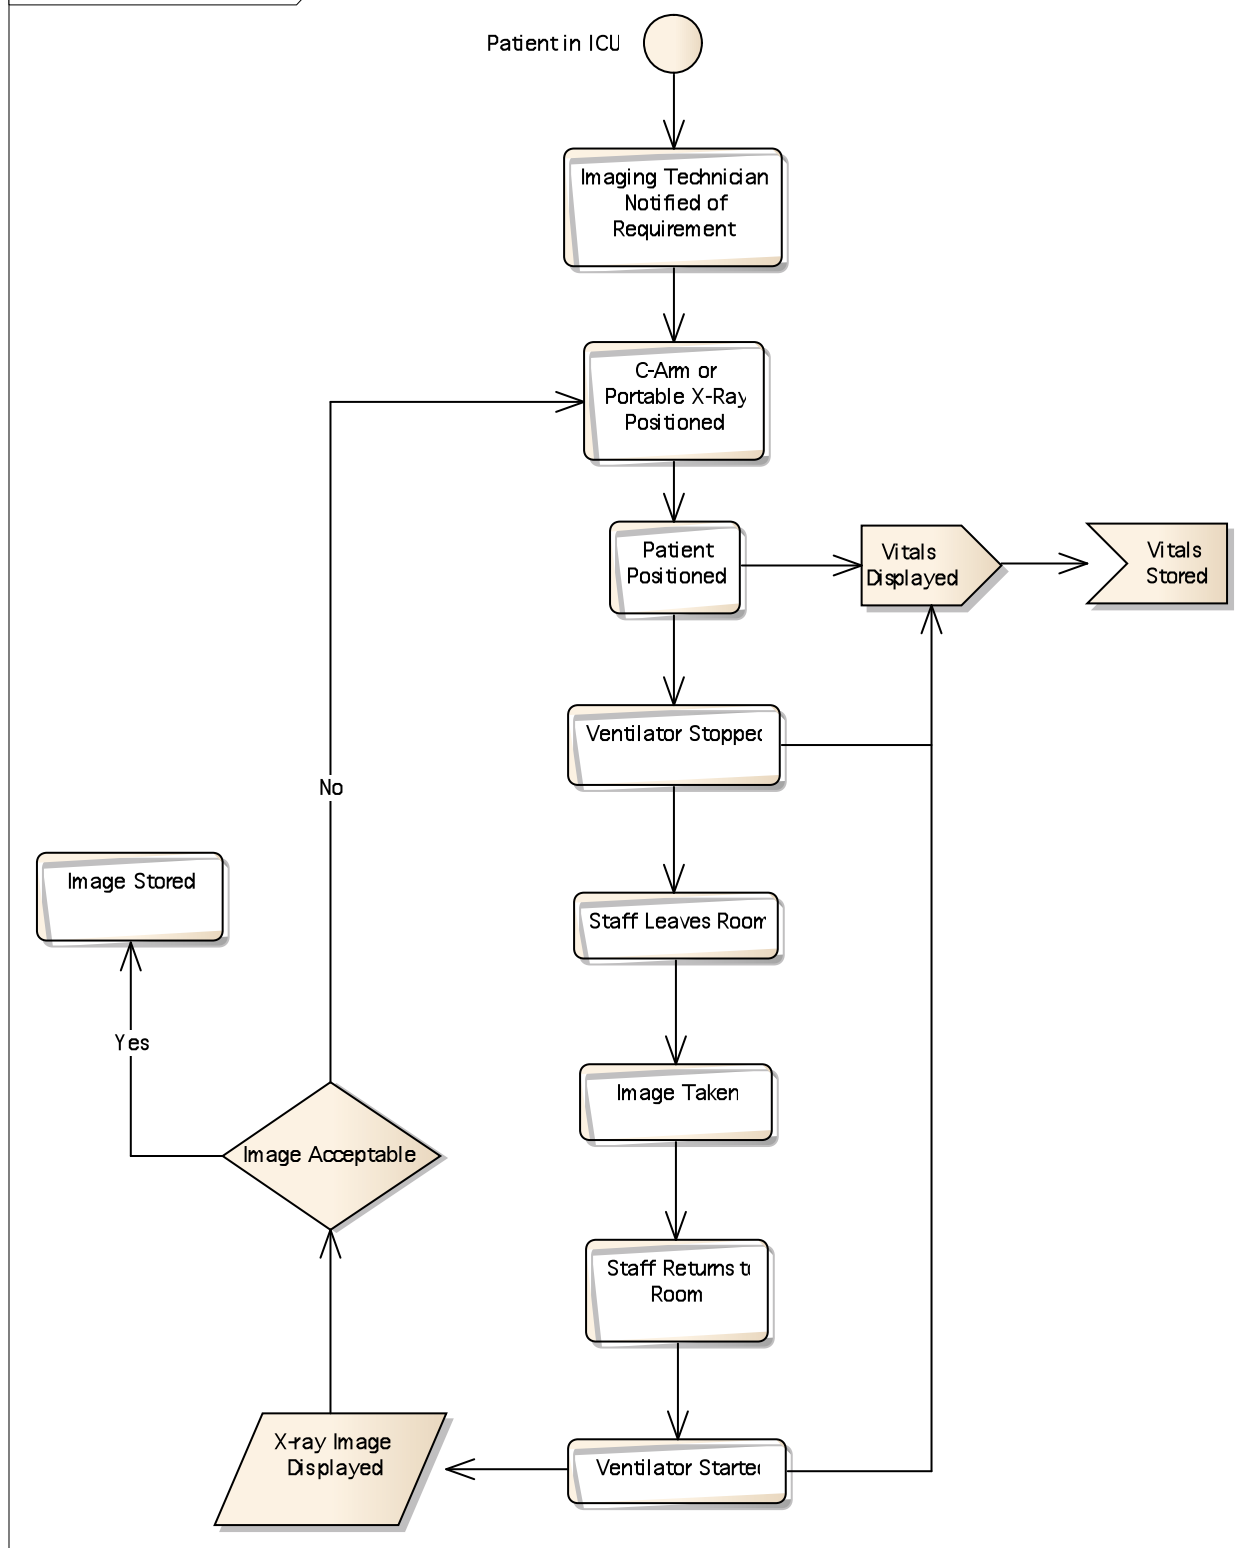 Patient in ICU
Imaging Technician
Notified of
Requirement
C-Arm or
Portable X-Ray
Positioned
Patient
Positioned
Vitals
Displayed
Vitals
Stored
Ventilator Stopped
No
Image Stored
Staff Leaves Room
Yes
Image Taken
Image Acceptable
Staff Returns to
Room
X-ray Image
Displayed
Ventilator Started